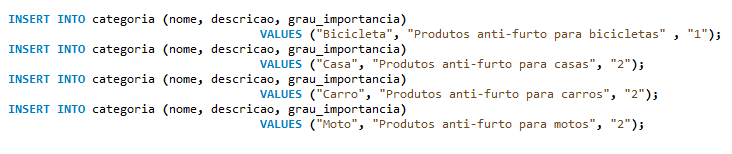 INSERT INTO categoria (nome, descricao, grau_importancia)
VALUES ("Bicicleta", "Produtos anti-furto para bicicletas" , "1");
INSERT INTO categoria (nome, descricao, grau_importancia)
VALUES ("Casa", "Produtos anti-furto para casas", "2");
INSERT INTO categoria (nome, descricao, grau_importancia)
VALUES ("Carro", "Produtos anti-furto para carros", "2");
INSERT INTO categoria (nome, descricao, grau_importancia)
VALUES ("Moto", "Produtos anti-furto para motos", "2");